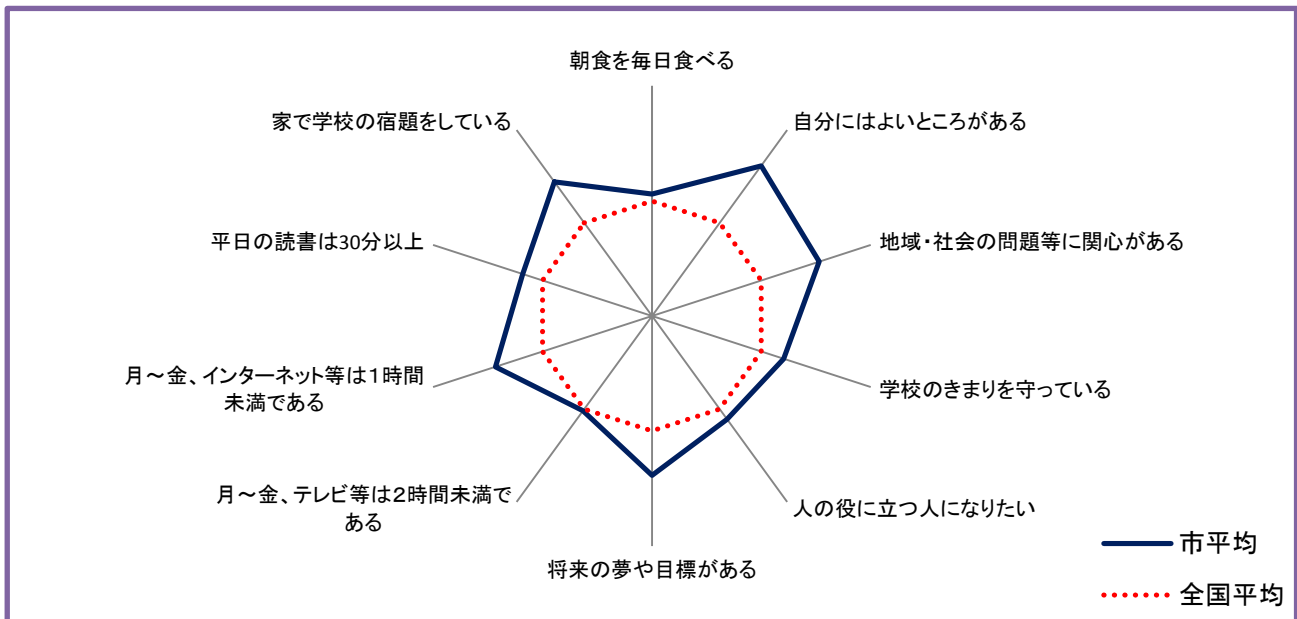 朝食を毎日食べる
家で学校の宿題をしている
自分にはよいところがある
平日の読書は30分以上
地域・社会の問題等に関心がある
月～金、インターネット等は１時間
未満である
学校のきまりを守っている
月～金、テレビ等は２時間未満で
ある
人の役に立つ人になりたい
将来の夢や目標がある
市平均
全国平均